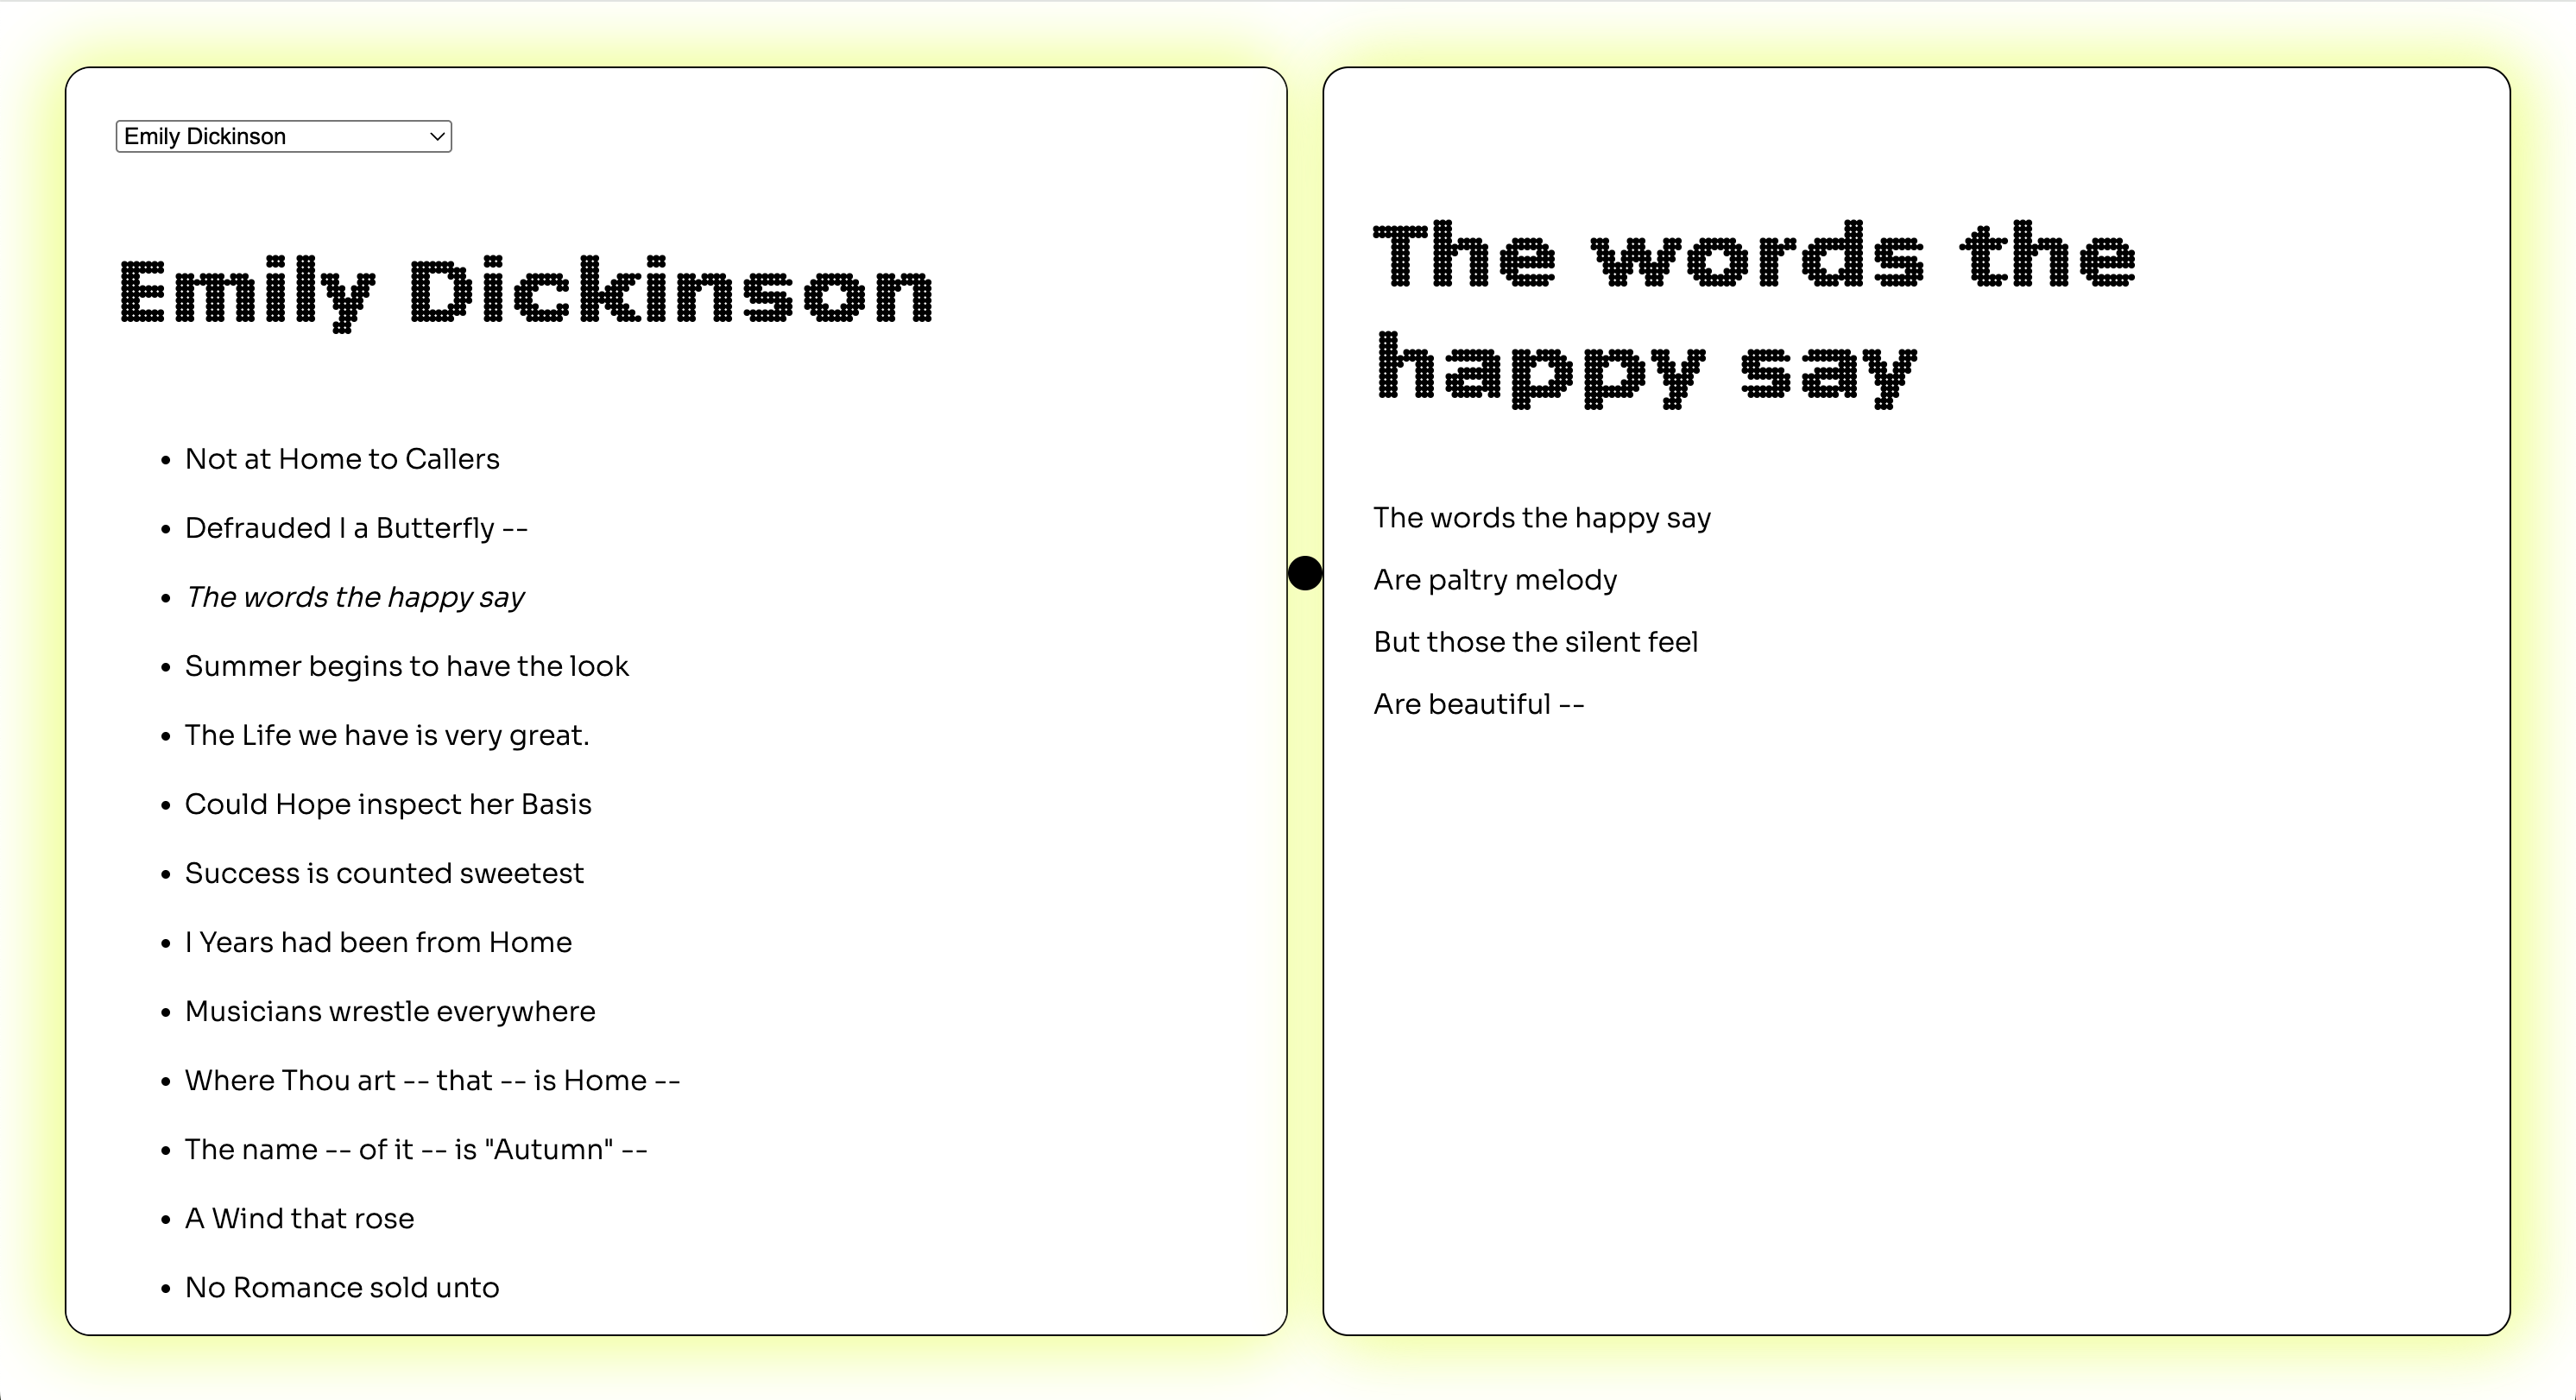 Emily Dickinson
Emily Dickinson
Not at Home to Callers
Defrauded I a Butterfly --
The words the happy say
Summer begins to have the look
The Life we have is very great.
Could Hope inspect her Basis
Success is counted sweetest
I Years had been from Home
Musicians wrestle everywhere
Where Thou art -- that -- is Home --
The name -- of it -- is "Autumn" --
A Wind that rose
No Romance sold unto
The words the
happy say
The words the happy say
Are paltry melody
But those the silent feel
Are beautiful --